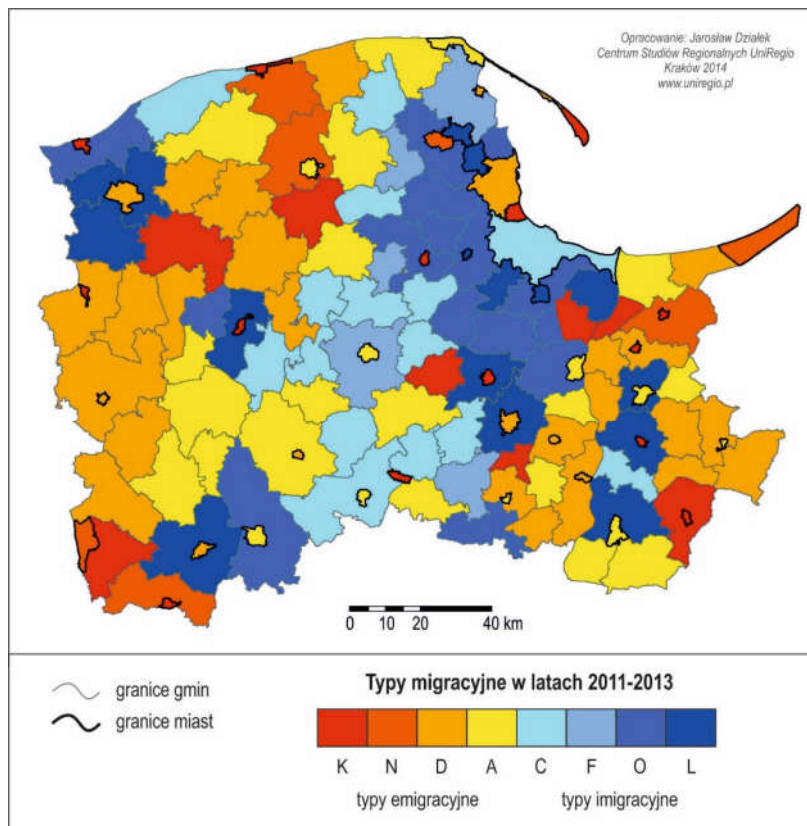 Opracowanie: Jarosław Działek
Centrum Studiów Regionalnych UniRegio
Kraków 2014
www.uniregio.pl
0 10 20 40 km
granice gmin
granice miast
Typy migracyjne w latach 2011-2013
K N D A C F O L
typy emigracyjne typy imigracyjne